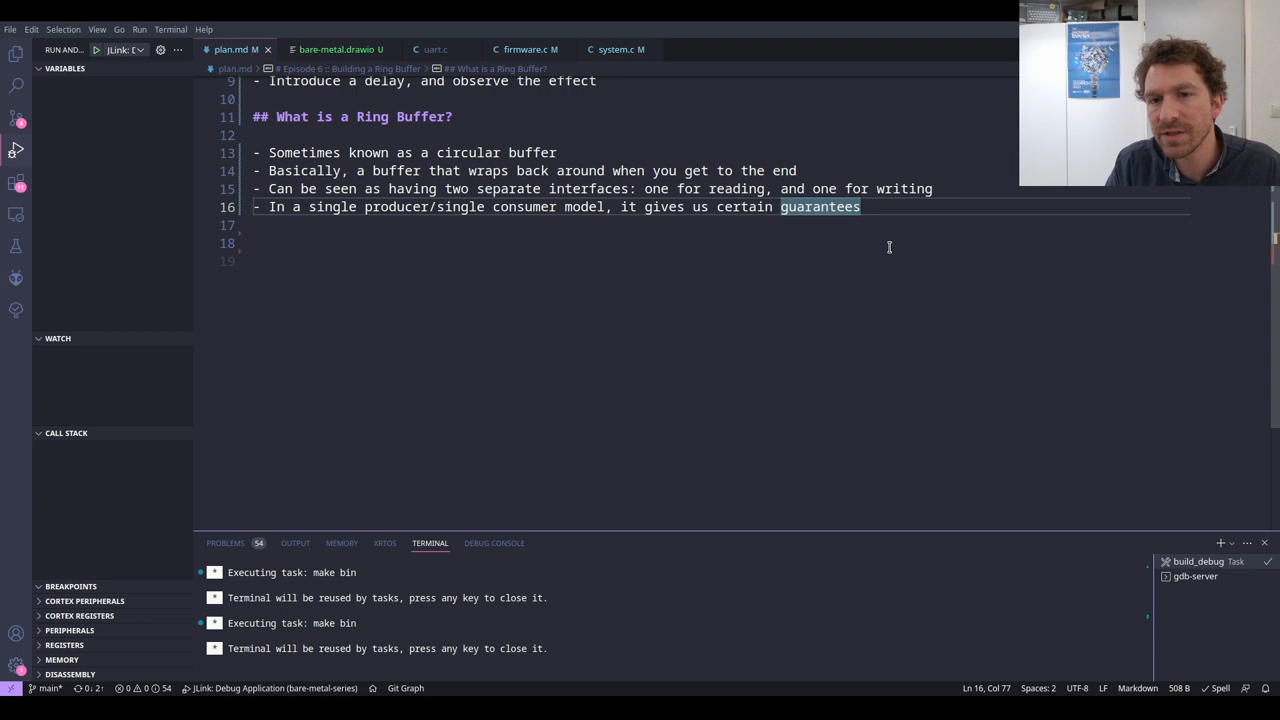 File Edit Selection View Go Run Terminal Help
RUN AND... JLink: D plan.md M bare-metal.drawio U uart.c firmware.c M system.c M
VARIABLES
plan.md > # Episode 6 :: Building a Ring Buffer > ## What is a Ring Buffer?
9 - Introduce a delay, and observe the effect
10
11 ## What is a Ring Buffer?
12
13 - Sometimes known as a circular buffer
14 - Basically, a buffer that wraps back around when you get to the end
15 - Can be seen as having two separate interfaces: one for reading, and one for writing
16 - In a single producer/single consumer model, it gives us certain guarantees
17
18
19
WATCH
CALL STACK
BREAKPOINTS
CORTEX PERIPHERALS
CORTEX REGISTERS
PERIPHERALS
REGISTERS
MEMORY
DISASSEMBLY
PROBLEMS 54 OUTPUT MEMORY XRTOS TERMINAL DEBUG CONSOLE
* Executing task: make bin
* Terminal will be reused by tasks, press any key to close it.
* Executing task: make bin
* Terminal will be reused by tasks, press any key to close it.
build_debug Task
gdb-server
6
11
1
main* 0↓ 2↑ 0 0 54 JLink: Debug Application (bare-metal-series) Git Graph Ln 16, Col 77 Spaces: 2 UTF-8 LF Markdown 508 B Spell